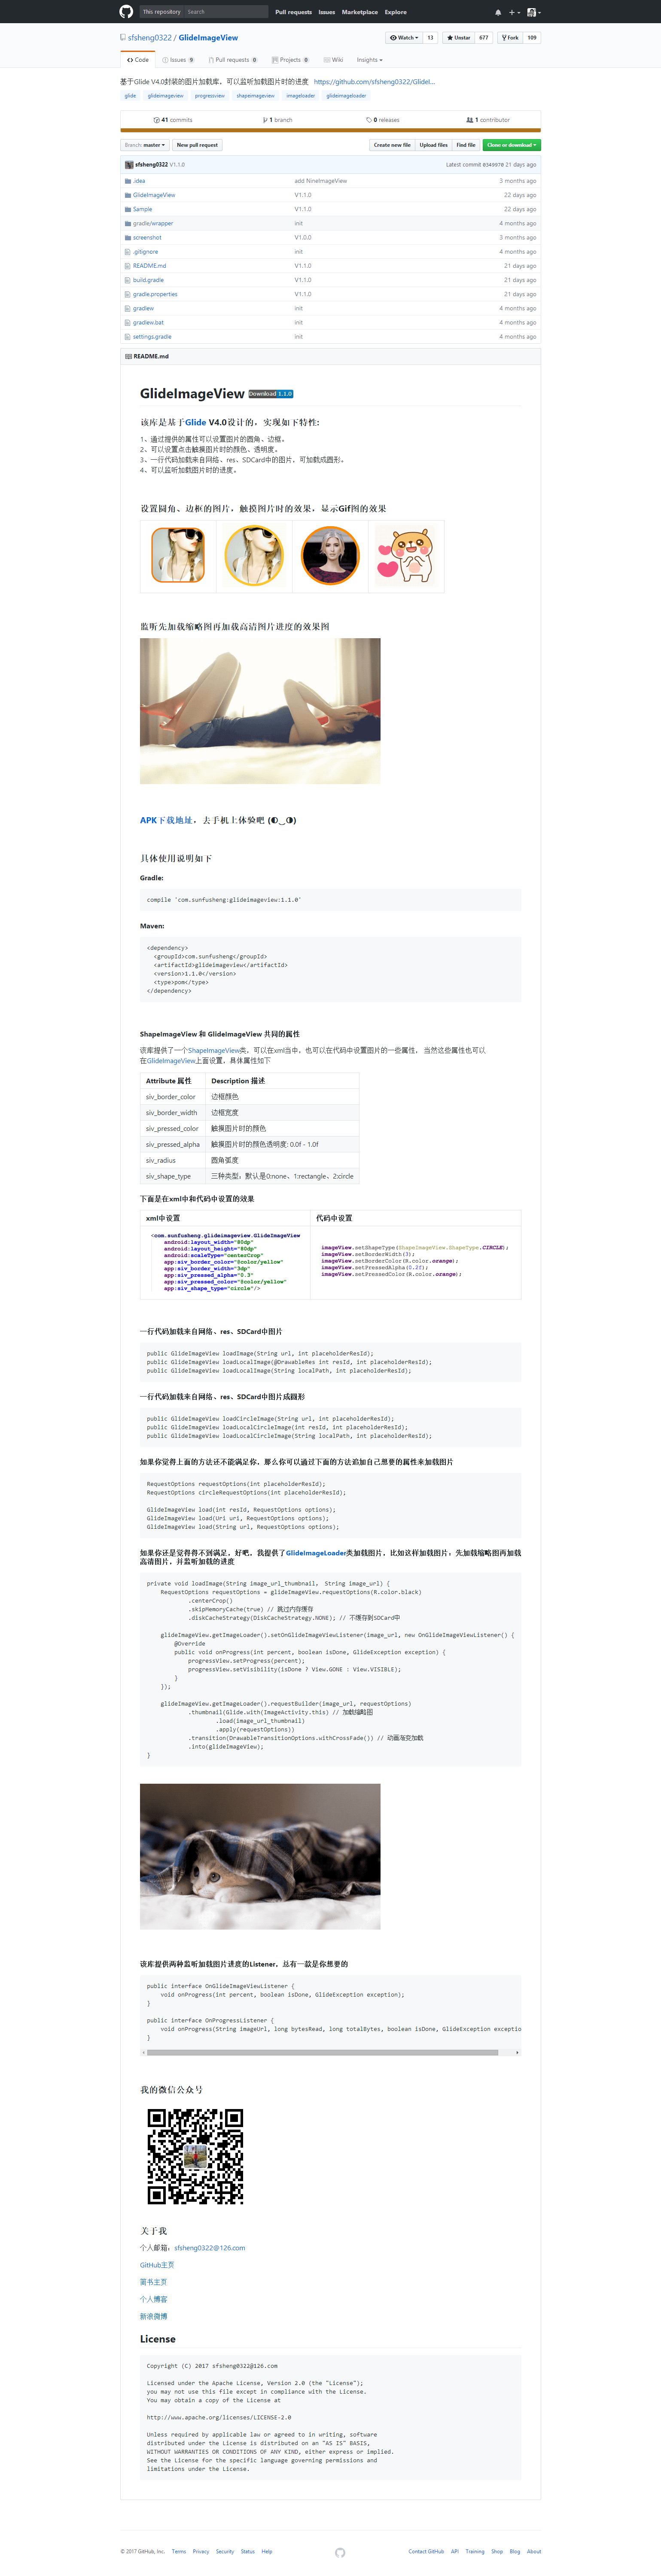 This repository Search
Pull requests Issues Marketplace Explore
sfsheng0322 / GlideImageView
Watch 13
Unstar 677
Fork 109
Code
Issues 9
Pull requests 0
Projects 0
Wiki
Insights
基于Glide V4.0封装的图片加载库，可以监听加载图片时的进度 https://github.com/sfsheng0322/GlideI...
glide glideimageview progressview shapeimageview imageloader glideimageloader
41 commits
1 branch
0 releases
1 contributor
Branch: master
New pull request
Create new file
Upload files
Find file
Clone or download
sfsheng0322 V1.1.0
Latest commit 0349970 21 days ago
.idea add NineImageView 3 months ago
GlideImageView V1.1.0 22 days ago
Sample V1.1.0 22 days ago
gradle/wrapper init 4 months ago
screenshot V1.0.0 3 months ago
.gitignore init 4 months ago
README.md V1.1.0 21 days ago
build.gradle V1.1.0 21 days ago
gradle.properties V1.1.0 21 days ago
gradlew init 4 months ago
gradlew.bat init 4 months ago
settings.gradle init 4 months ago
README.md
GlideImageView Download 1.1.0
该库是基于Glide V4.0设计的，实现如下特性:
1、通过提供的属性可以设置图片的圆角、边框。
2、可以设置点击触摸图片时的颜色、透明度。
3、一行代码加载来自网络、res、SDCard中的图片，可加载成圆形。
4、可以监听加载图片时的进度。
设置圆角、边框的图片，触摸图片时的效果，显示Gif图的效果
监听先加载缩略图再加载高清图片进度的效果图
APK下载地址，去手机上体验吧 (◐‿◑)
具体使用说明如下
Gradle:
compile 'com.sunfusheng:glideimageview:1.1.0'
Maven:
<dependency>
<groupId>com.sunfusheng</groupId>
<artifactId>glideimageview</artifactId>
<version>1.1.0</version>
<type>pom</type>
</dependency>
ShapeImageView 和 GlideImageView 共同的属性
该库提供了一个ShapeImageView类，可以在xml当中，也可以在代码中设置图片的一些属性， 当然这些属性也可以
在GlideImageView上面设置，具体属性如下
Attribute 属性 Description 描述
siv_border_color 边框颜色
siv_border_width 边框宽度
siv_pressed_color 触摸图片时的颜色
siv_pressed_alpha 触摸图片时的颜色透明度: 0.0f - 1.0f
siv_radius 圆角弧度
siv_shape_type 三种类型，默认是0:none、1:rectangle、2:circle
下面是在xml中和代码中设置的效果
xml中设置 代码中设置
<com.sunfusheng.glideimageview.GlideImageView
android:layout_width="80dp"
android:layout_height="80dp"
android:scaleType="centerCrop"
app:siv_border_color="@color/yellow"
app:siv_border_width="3dp"
app:siv_pressed_alpha="0.3"
app:siv_pressed_color="@color/yellow"
app:siv_shape_type="circle"/>
imageView.setShapeType(ShapeImageView.ShapeType.CIRCLE);
imageView.setBorderWidth(3);
imageView.setBorderColor(R.color.orange);
imageView.setPressedAlpha(0.2f);
imageView.setPressedColor(R.color.orange);
一行代码加载来自网络、res、SDCard中图片
public GlideImageView loadImage(String url, int placeholderResId);
public GlideImageView loadLocalImage(@DrawableRes int resId, int placeholderResId);
public GlideImageView loadLocalImage(String localPath, int placeholderResId);
一行代码加载来自网络、res、SDCard中图片成圆形
public GlideImageView loadCircleImage(String url, int placeholderResId);
public GlideImageView loadLocalCircleImage(int resId, int placeholderResId);
public GlideImageView loadLocalCircleImage(String localPath, int placeholderResId);
如果你觉得上面的方法还不能满足你，那么你可以通过下面的方法追加自己想要的属性来加载图片
RequestOptions requestOptions(int placeholderResId);
RequestOptions circleRequestOptions(int placeholderResId);
GlideImageView load(int resId, RequestOptions options);
GlideImageView load(Uri uri, RequestOptions options);
GlideImageView load(String url, RequestOptions options);
如果你还是觉得得不到满足，好吧，我提供了GlideImageLoader类加载图片，比如这样加载图片：先加载缩略图再加载
高清图片，并监听加载的进度
private void loadImage(String image_url_thumbnail, String image_url) {
RequestOptions requestOptions = glideImageView.requestOptions(R.color.black)
.centerCrop()
.skipMemoryCache(true) // 跳过内存缓存
.diskCacheStrategy(DiskCacheStrategy.NONE); // 不缓存到SDCard中
glideImageView.getImageLoader().setOnGlideImageViewListener(image_url, new OnGlideImageViewListener() {
@Override
public void onProgress(int percent, boolean isDone, GlideException exception) {
progressView.setProgress(percent);
progressView.setVisibility(isDone ? View.GONE : View.VISIBLE);
}
});
glideImageView.getImageLoader().requestBuilder(image_url, requestOptions)
.thumbnail(Glide.with(ImageActivity.this) // 加载缩略图
.load(image_url_thumbnail)
.apply(requestOptions))
.transition(DrawableTransitionOptions.withCrossFade()) // 动画渐变加载
.into(glideImageView);
}
该库提供两种监听加载图片进度的Listener，总有一款是你想要的
public interface OnGlideImageViewListener {
void onProgress(int percent, boolean isDone, GlideException exception);
}
public interface OnProgressListener {
void onProgress(String imageUrl, long bytesRead, long totalBytes, boolean isDone, GlideException exceptio
}
我的微信公众号
关于我
个人邮箱：sfsheng0322@126.com
GitHub主页
简书主页
个人博客
新浪微博
License
Copyright (C) 2017 sfsheng0322@126.com
Licensed under the Apache License, Version 2.0 (the "License");
you may not use this file except in compliance with the License.
You may obtain a copy of the License at
http://www.apache.org/licenses/LICENSE-2.0
Unless required by applicable law or agreed to in writing, software
distributed under the License is distributed on an "AS IS" BASIS,
WITHOUT WARRANTIES OR CONDITIONS OF ANY KIND, either express or implied.
See the License for the specific language governing permissions and
limitations under the License.
© 2017 GitHub, Inc. Terms Privacy Security Status Help
Contact GitHub API Training Shop Blog About